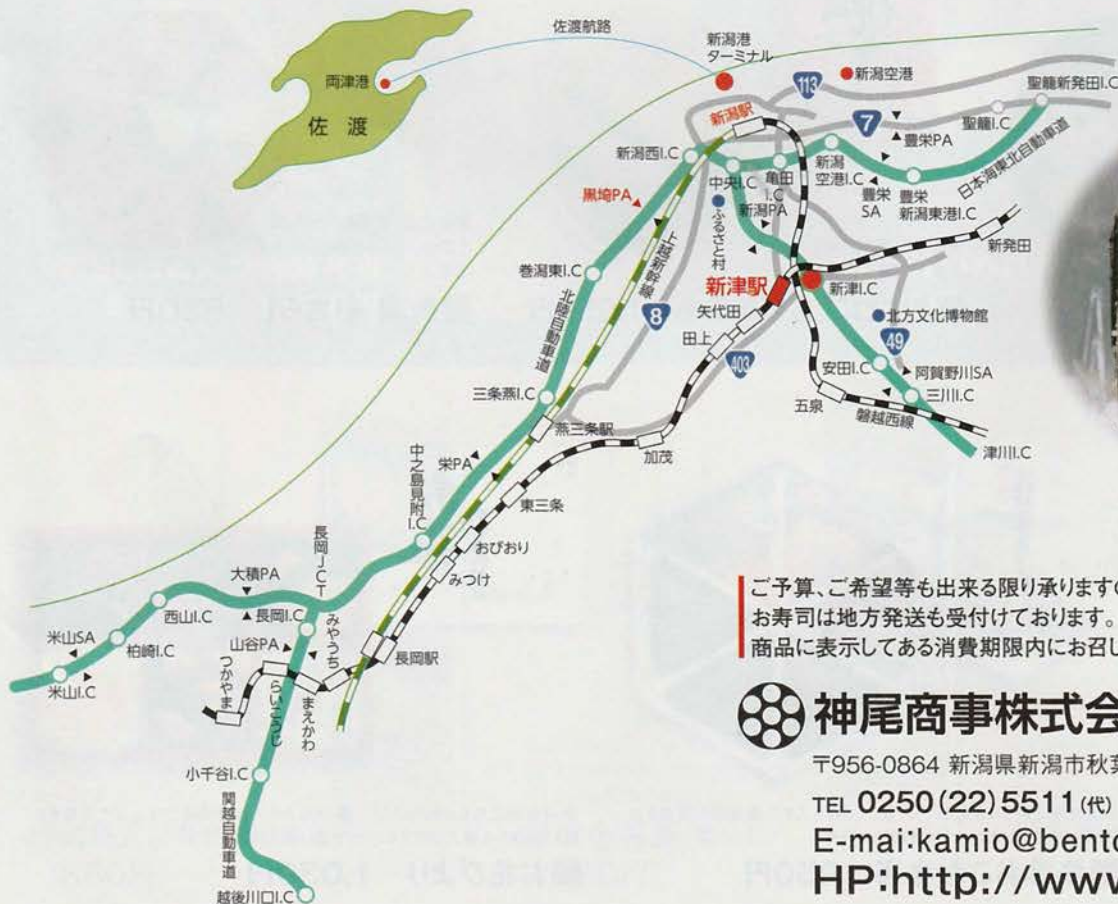 佐渡航路
新潟港
ターミナル
両津港
佐渡
新潟空港
113
聖籠新発田I.C
新潟駅
7
豊栄PA
聖籠I.C
新潟西I.C
中央I.C
亀田
I.C
新潟
空港I.C
豊栄
SA
豊栄
新潟東港I.C
日本海東北自動車道
黒埼PA
ふるさと村
新潟PA
新発田
上越新幹線
巻潟東I.C
新津駅
新津I.C
北陸自動車道
8
矢代田
田上
403
北方文化博物館
49
安田I.C
阿賀野川SA
三川I.C
五泉
磐越西線
津川I.C
三条燕I.C
燕三条駅
加茂
栄PA
中之島見附I.C
東三条
おびおり
みつけ
長岡JCT
大積PA
西山I.C
長岡I.C
みやうち
米山SA
柏崎I.C
山谷PA
長岡駅
米山I.C
つかやま
らいこうじ
まえかわ
小千谷I.C
関越自動車道
越後川口I.C
ご予算、ご希望等も出来る限り承りますの
お寿司は地方発送も受付けております。
商品に表示してある消費期限内にお召し
神尾商事株式会
〒956-0864 新潟県新潟市秋葉
TEL 0250(22)5511(代)
E-mai:kamio@bento
HP:http://www